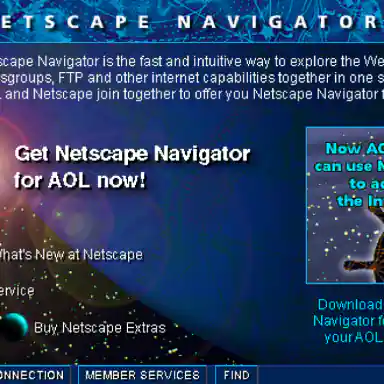 ETSCAPE NAVIGATOR
scape Navigator is the fast and intuitive way to explore the We
sgroups, FTP and other internet capabilities together in one s
and Netscape join together to offer you Netscape Navigator f
Get Netscape Navigator
for AOL now!
Now AO
can use N
to ac
the In
What's New at Netscape
ervice
Download
Navigator fo
your AOL
Buy Netscape Extras
ONNECTION
MEMBER SERVICES
FIND